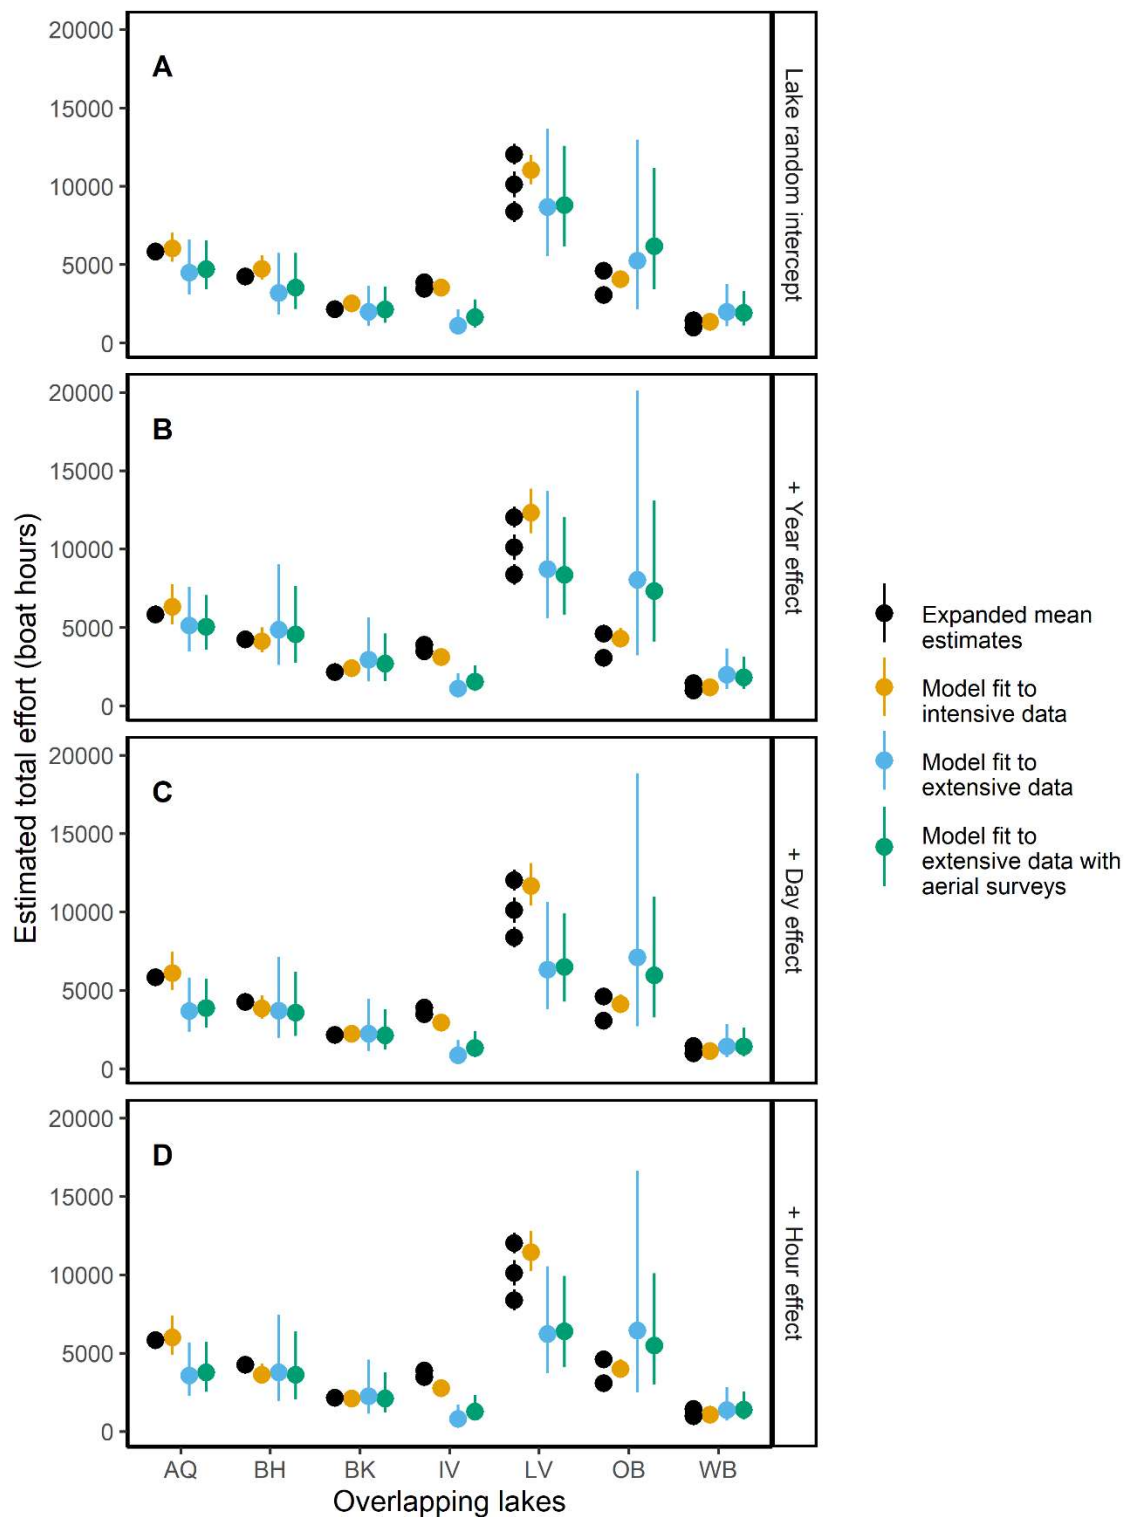 20000
A
15000
10000
5000
0
Lake random intercept
20000
B
15000
10000
5000
0
+ Year effect
20000
C
15000
10000
5000
0
+ Day effect
20000
D
15000
10000
5000
0
+ Hour effect
AQ BH BK IV LV OB WB
Overlapping lakes
Estimated total effort (boat hours)
Expanded mean
estimates
Model fit to
intensive data
Model fit to
extensive data
Model fit to
extensive data with
aerial surveys